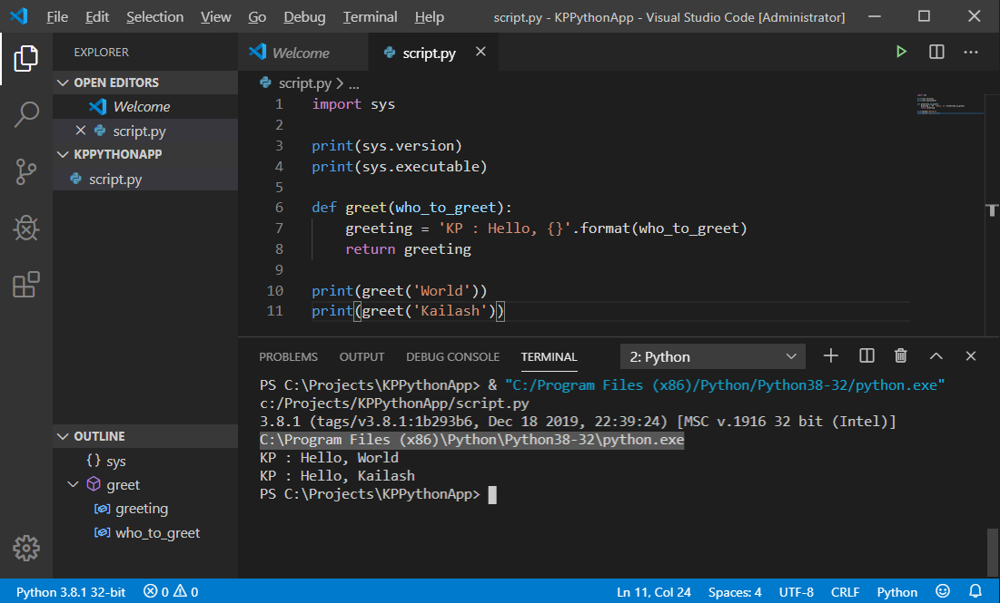 File Edit Selection View Go Debug Terminal Help script.py - KPPythonApp - Visual Studio Code [Administrator]
EXPLORER
OPEN EDITORS
Welcome
script.py
KPPYTHONAPP
script.py
OUTLINE
{} sys
greet
greeting
who_to_greet
Welcome script.py
script.py > ...
1 import sys
2
3 print(sys.version)
4 print(sys.executable)
5
6 def greet(who_to_greet):
7 greeting = 'KP : Hello, {}'.format(who_to_greet)
8 return greeting
9
10 print(greet('World'))
11 print(greet('Kailash'))
PROBLEMS OUTPUT DEBUG CONSOLE TERMINAL 2: Python
PS C:\Projects\KPPythonApp> & "C:/Program Files (x86)/Python/Python38-32/python.exe"
c:/Projects/KPPythonApp/script.py
3.8.1 (tags/v3.8.1:1b293b6, Dec 18 2019, 22:39:24) [MSC v.1916 32 bit (Intel)]
C:\Program Files (x86)\Python\Python38-32\python.exe
KP : Hello, World
KP : Hello, Kailash
PS C:\Projects\KPPythonApp>
Python 3.8.1 32-bit 0 0 Ln 11, Col 24 Spaces: 4 UTF-8 CRLF Python